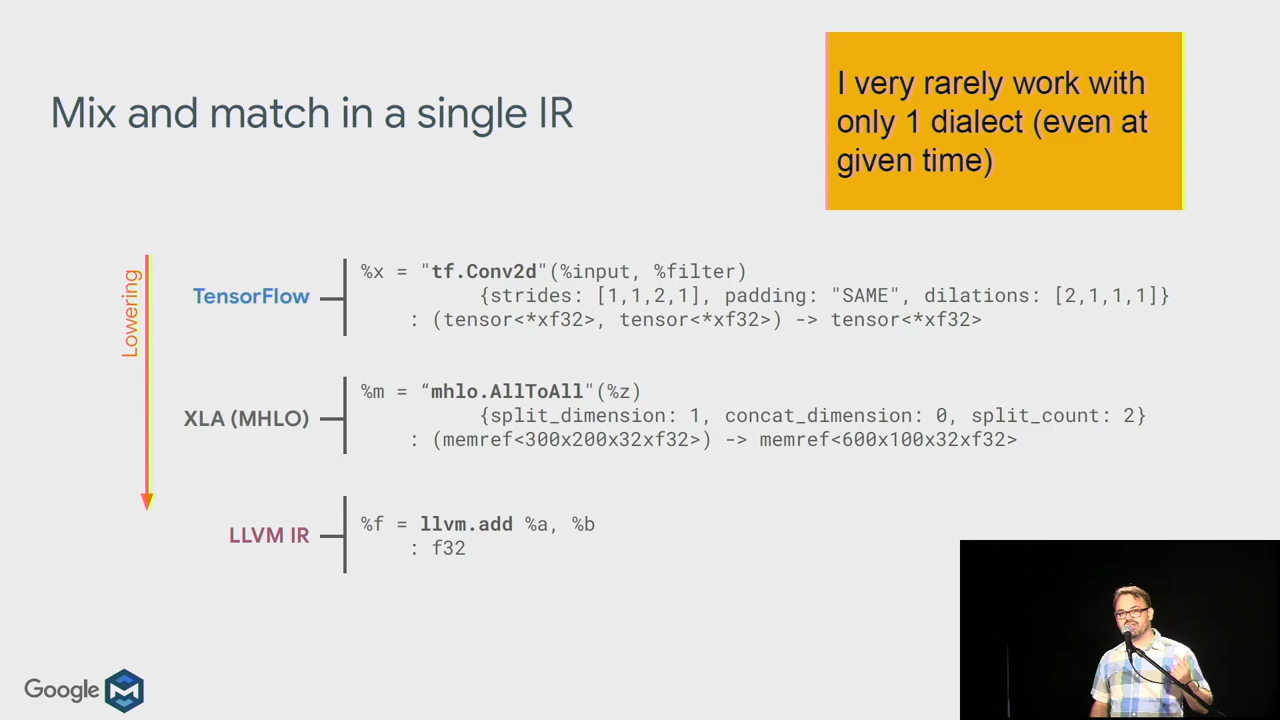 Mix and match in a single IR
I very rarely work with
only 1 dialect (even at
given time)
Lowering
TensorFlow
%x = "tf.Conv2d"(%input, %filter)
{strides: [1,1,2,1], padding: "SAME", dilations: [2,1,1,1]}
: (tensor<*xf32>, tensor<*xf32>) -> tensor<*xf32>
XLA (MHLO)
%m = “mhlo.AllToAll"(%z)
{split_dimension: 1, concat_dimension: 0, split_count: 2}
: (memref<300x200x32xf32>) -> memref<600x100x32xf32>
LLVM IR
%f = llvm.add %a, %b
: f32
Google